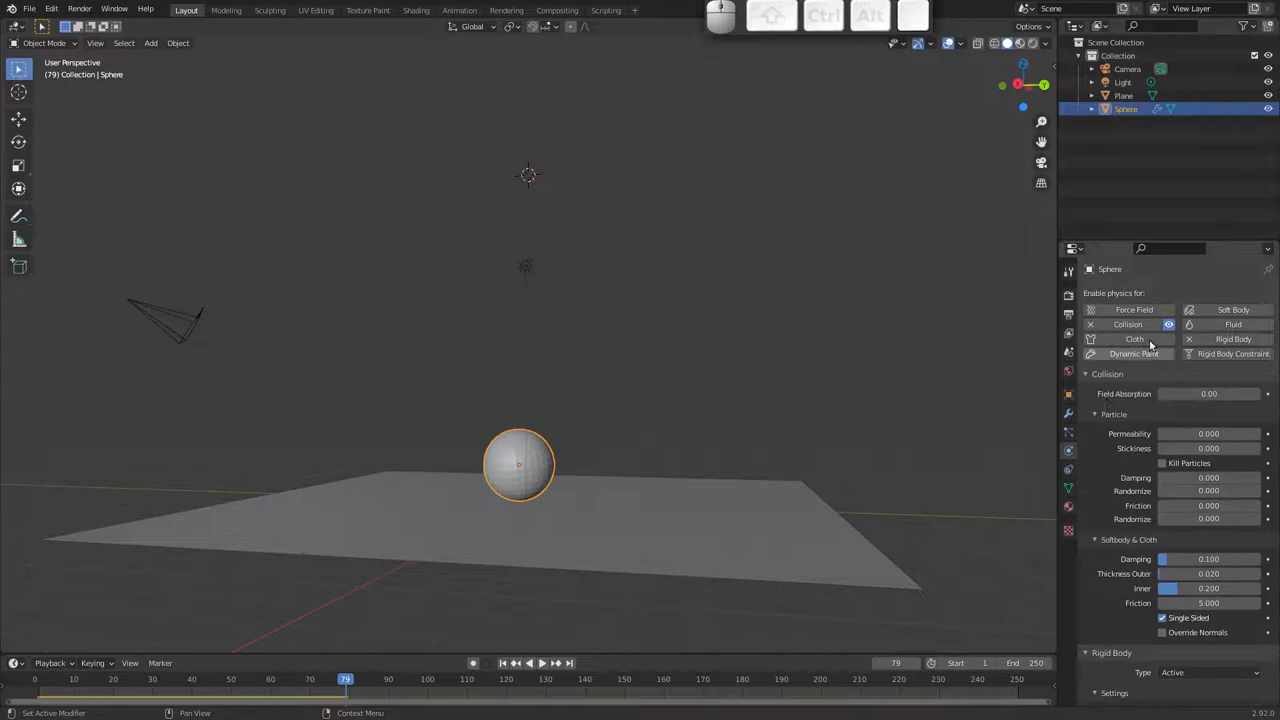 File Edit Render Window Help Layout Modeling Sculpting UV Editing Texture Paint Shading Animation Rendering Compositing Scripting Scene View Layer
Ctrl Alt
Object Mode View Select Add Object Global Options
User Perspective
(79) Collection | Sphere
Z
X
Y
Scene Collection
Collection
Camera
Light
Plane
Sphere
Sphere
Enable physics for:
Force Field Soft Body
Collision Fluid
Cloth Rigid Body
Dynamic Paint Rigid Body Constraint
Collision
Field Absorption 0.00
Particle
Permeability 0.000
Stickiness 0.000
Kill Particles
Damping 0.000
Randomize 0.000
Friction 0.000
Randomize 0.000
Softbody & Cloth
Damping 0.100
Thickness Outer 0.020
Inner 0.200
Friction 5.000
Single Sided
Override Normals
Rigid Body
Type Active
Settings
Playback Keying View Marker 79 Start 1 End 250
0 10 20 30 40 50 60 70 79 90 100 110 120 130 140 150 160 170 180 190 200 210 220 230 240 250
Set Active Modifier Pan View Context Menu 2.92.0